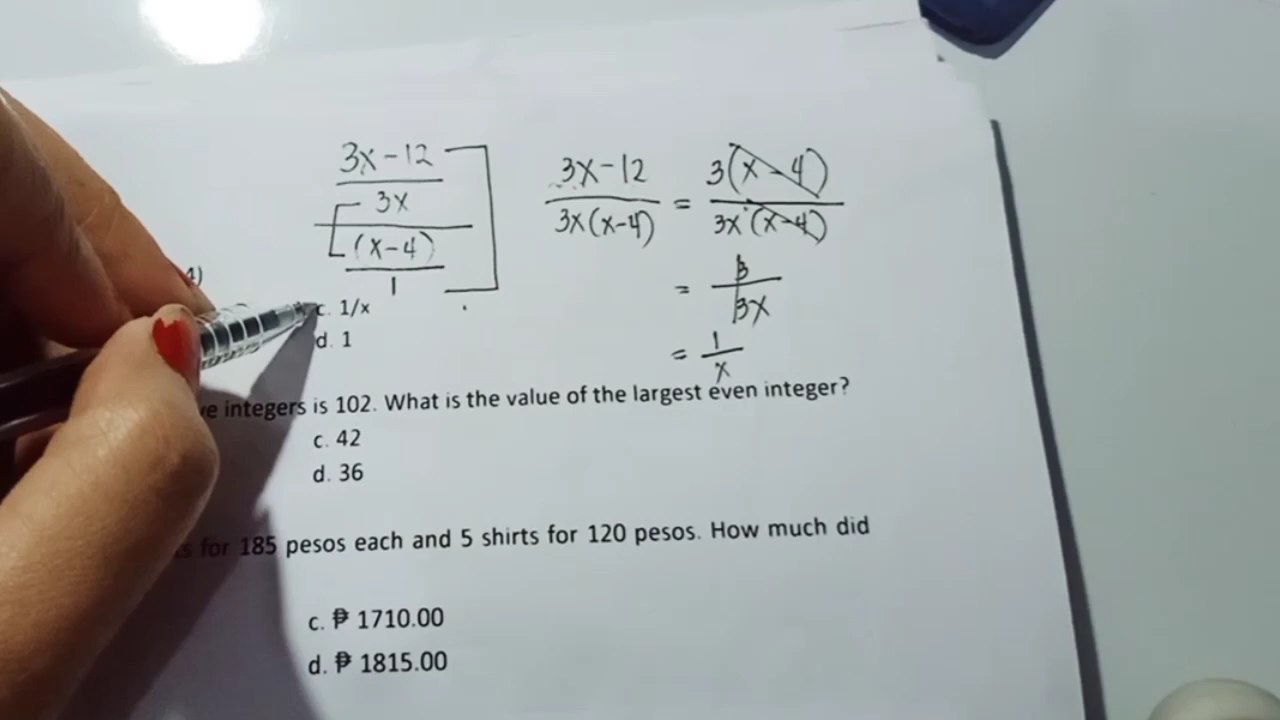 3x-12
3x
(x-4)
1
3x-12 = 3(x-4)
3x(x-4) 3x·(x-4)
= 3
3x
= 1
x
4)
c. 1/x
d. 1
integers is 102. What is the value of the largest even integer?
c. 42
d. 36
for 185 pesos each and 5 shirts for 120 pesos. How much did
c. ₱ 1710.00
d. ₱ 1815.00